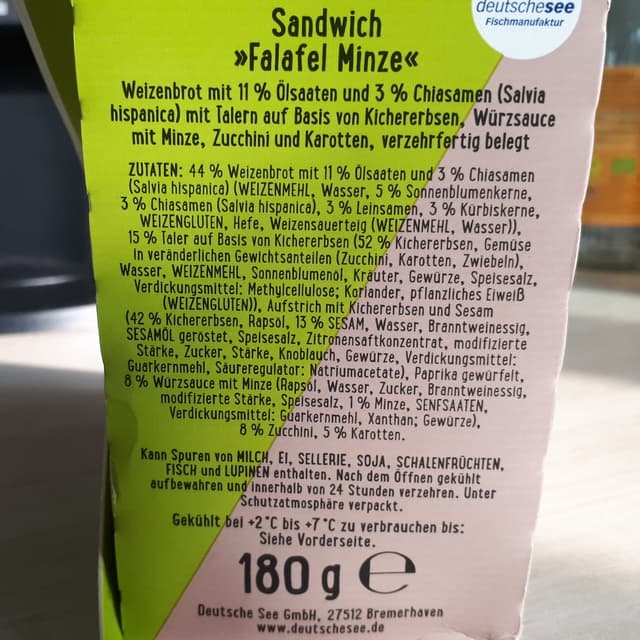 deutschesee
Fischmanufaktur
Sandwich
»Falafel Minze«
Weizenbrot mit 11 % Ölsaaten und 3 % Chiasamen (Salvia
hispanica) mit Talern auf Basis von Kichererbsen, Würzsauce
mit Minze, Zucchini und Karotten, verzehrfertig belegt
ZUTATEN: 44 % Weizenbrot mit 11 % Ölsaaten und 3 % Chiasamen
(Salvia hispanica) (WEIZENMEHL, Wasser, 5 % Sonnenblumenkerne,
3 % Chiasamen (Salvia hispanica), 3 % Leinsamen, 3 % Kürbiskerne,
WEIZENGLUTEN, Hefe, Weizensauerteig (WEIZENMEHL, Wasser)),
15 % Taler auf Basis von Kichererbsen (52 % Kichererbsen, Gemüse
in veränderlichen Gewichtsanteilen (Zucchini, Karotten, Zwiebeln),
Wasser, WEIZENMEHL, Sonnenblumenöl, Kräuter, Gewürze, Speisesalz,
Verdickungsmittel: Methylcellulose; Koriander, pflanzliches Eiweiß
(WEIZENGLUTEN)), Aufstrich mit Kichererbsen und Sesam
(42 % Kichererbsen, Rapsöl, 13 % SESAM, Wasser, Branntweinessig,
SESAMÖL geröstet, Speisesalz, Zitronensaftkonzentrat, modifizierte
Stärke, Zucker, Stärke, Knoblauch, Gewürze, Verdickungsmittel:
Guarkernmehl, Säureregulator: Natriumacetate), Paprika gewürfelt,
8 % Würzsauce mit Minze (Rapsöl, Wasser, Zucker, Branntweinessig,
modifizierte Stärke, Speisesalz, 1 % Minze, SENFSAATEN,
Verdickungsmittel: Guarkernmehl, Xanthan; Gewürze),
8 % Zucchini, 5 % Karotten.
Kann Spuren von MILCH, EI, SELLERIE, SOJA, SCHALENFRÜCHTEN,
FISCH und LUPINEN enthalten. Nach dem Öffnen gekühlt
aufbewahren und innerhalb von 24 Stunden verzehren. Unter
Schutzatmosphäre verpackt.
Gekühlt bei +2°C bis +7°C zu verbrauchen bis:
Siehe Vorderseite.
180 g ℮
Deutsche See GmbH, 27512 Bremerhaven
www.deutschesee.de